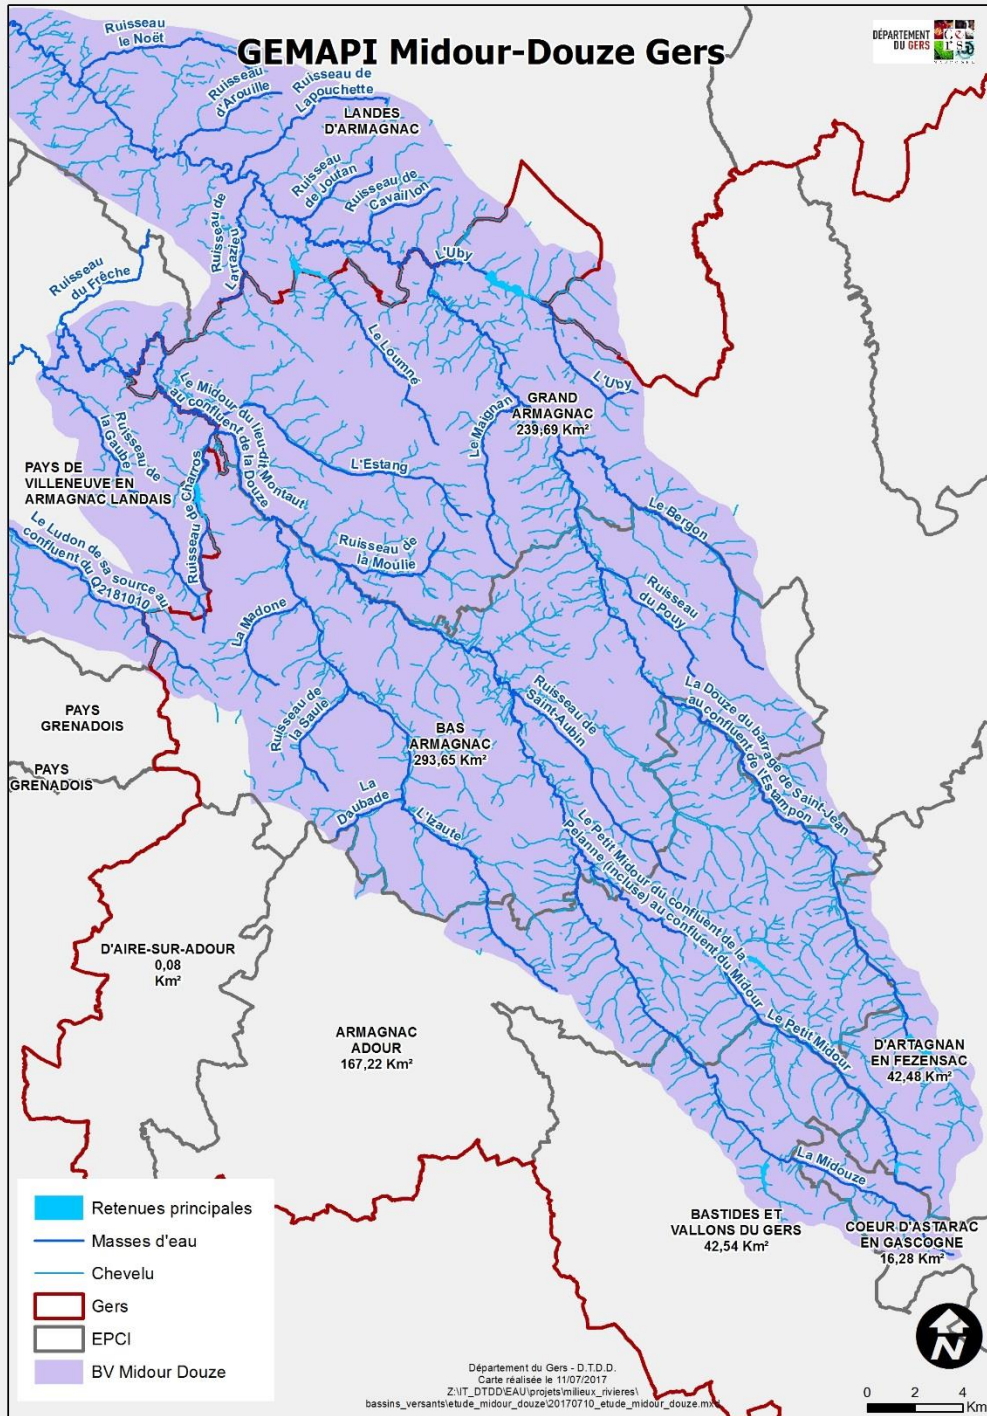 GEMAPI Midour-Douze Gers
DÉPARTEMENT
DU GERS
Ruisseau
le Noët
Ruisseau
d'Arouille
Ruisseau de
Lapouchette
LANDES
D'ARMAGNAC
Ruisseau
de Joutan
Ruisseau de
Cavaillon
Ruisseau de
Larrazieu
Ruisseau
du Frêche
L'Uby
Le Loumné
L'Uby
Le Midour du lieu-dit Montaut
au confluent de la Douze
GRAND
ARMAGNAC
239,69 Km²
Le Maignan
Ruisseau de
la Gaube
L'Estang
PAYS DE
VILLENEUVE EN
ARMAGNAC LANDAIS
Ruisseau de Charros
Le Bergon
Le Ludon de sa source au
confluent du Q2181010
Ruisseau de
la Moulie
Ruisseau
du Pouy
La Madone
Ruisseau de
Saint-Aubin
La Douze du barrage de Saint-Jean
au confluent de l'Estampon
Ruisseau de
la Saule
PAYS
GRENADOIS
BAS
ARMAGNAC
293,65 Km²
PAYS
GRENADOIS
La
Daubade
L'Izaute
Le Petit Midour du confluent de la
Pelanne (incluse) au confluent du Midour
D'AIRE-SUR-ADOUR
0,08
Km²
ARMAGNAC
ADOUR
167,22 Km²
Le Petit Midour
D'ARTAGNAN
EN FEZENSAC
42,48 Km²
La Midouze
BASTIDES ET
VALLONS DU GERS
42,54 Km²
COEUR D'ASTARAC
EN GASCOGNE
16,28 Km²
Retenues principales
Masses d'eau
Chevelu
Gers
EPCI
BV Midour Douze
N
Département du Gers - D.T.D.D.
Carte réalisée le 11/07/2017
Z:\IT_DTDD\EAU\projets\milieux_rivieres\
bassins_versants\etude_midour_douze\20170710_etude_midour_douze.mxd
0 2 4
Km